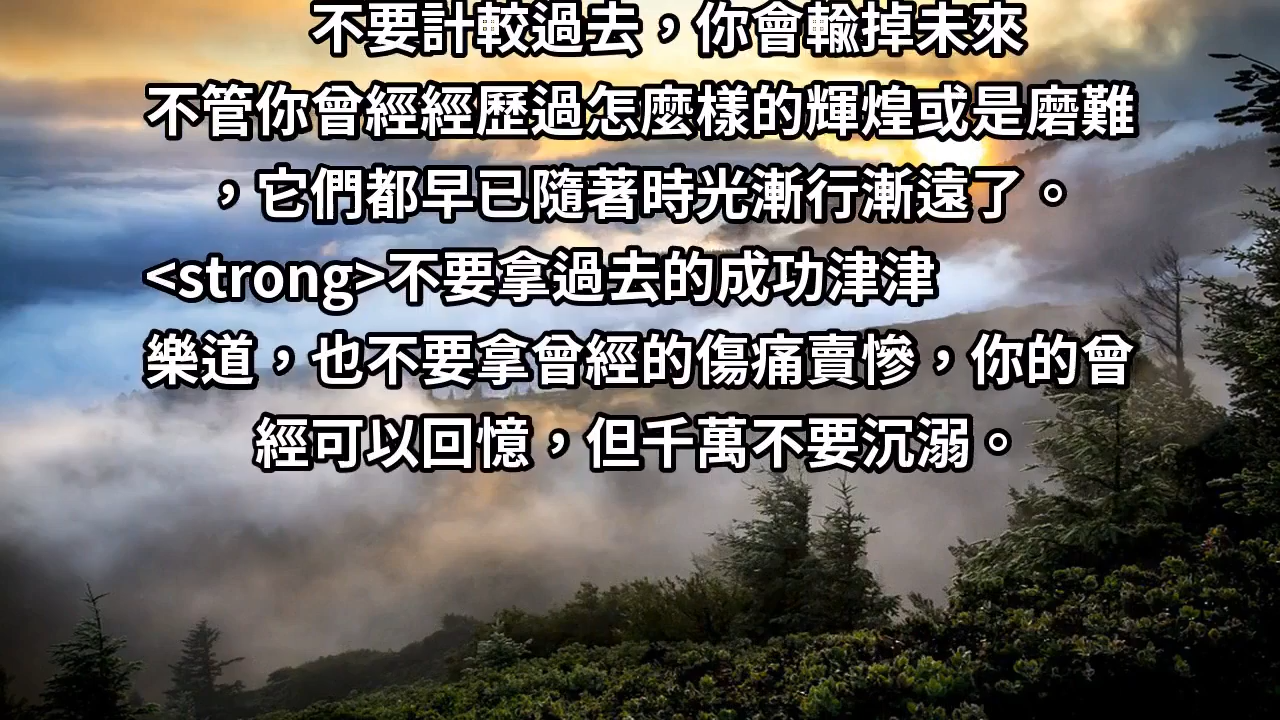 不要計較過去，你會輸掉未來
不管你曾經經歷過怎麼樣的輝煌或是磨難
，它們都早已隨著時光漸行漸遠了。
<strong>不要拿過去的成功津津
樂道，也不要拿曾經的傷痛賣慘，你的曾
經可以回憶，但千萬不要沉溺。